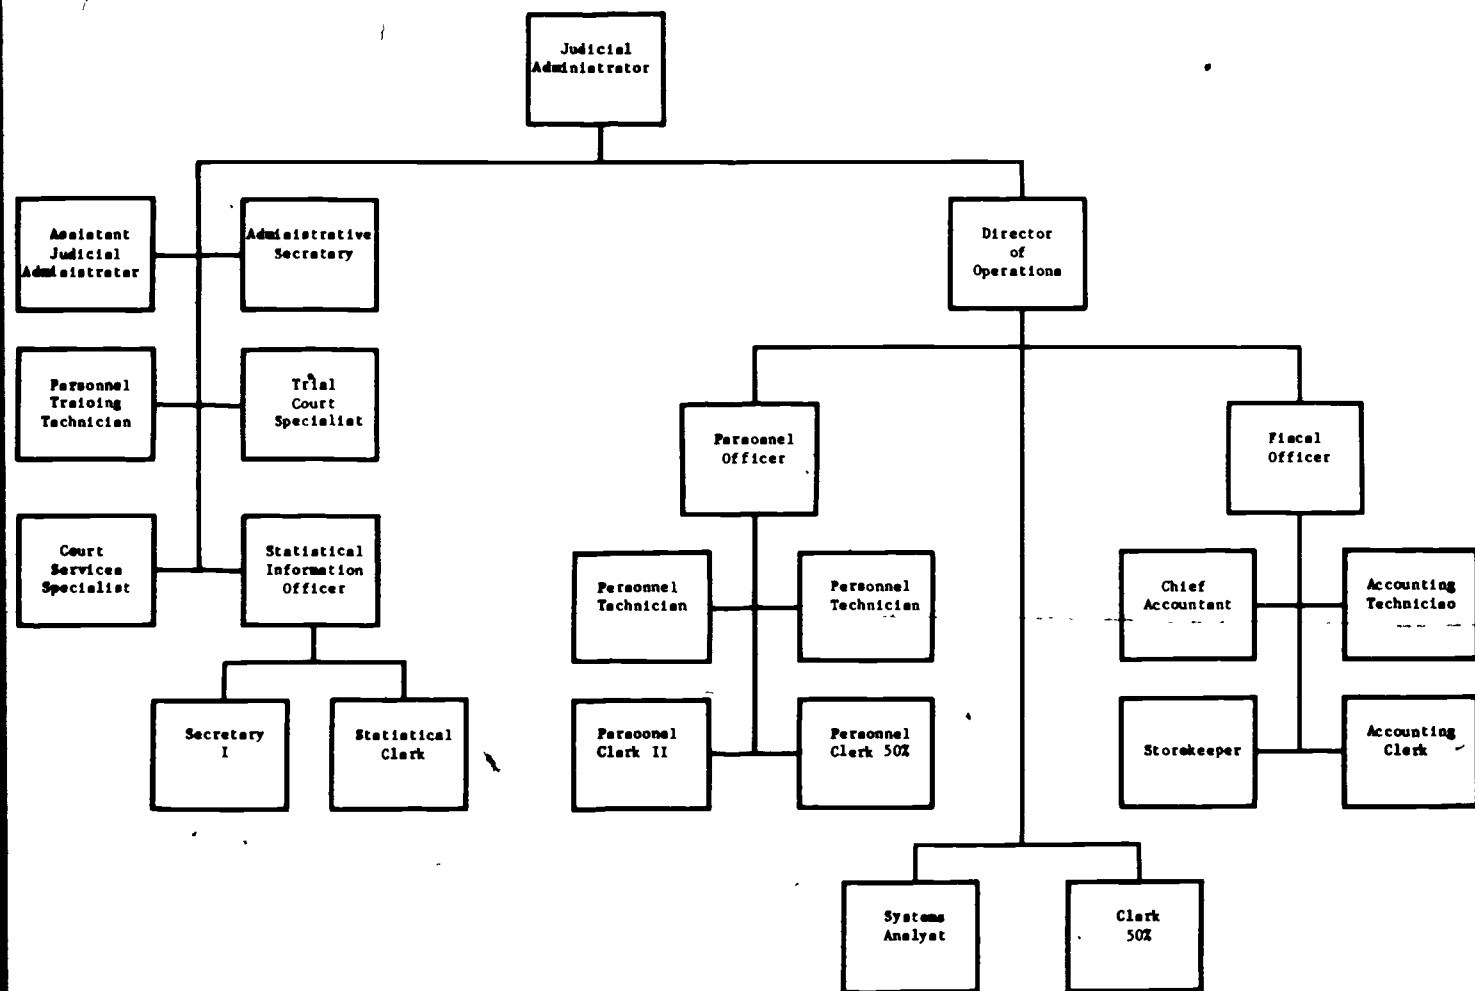 Judicial
Administrator
Assistant
Judicial
Administrator
Administrative
Secretary
Director
of
Operations
Personnel
Training
Technician
Trial
Court
Specialist
Personnel
Officer
Fiscal
Officer
Court
Services
Specialist
Statistical
Information
Officer
Personnel
Technician
Personnel
Technician
Chief
Accountant
Accounting
Technician
Secretary
I
Statistical
Clerk
Personnel
Clerk II
Personnel
Clerk 50%
Storekeeper
Accounting
Clerk
Systems
Analyst
Clerk
50%